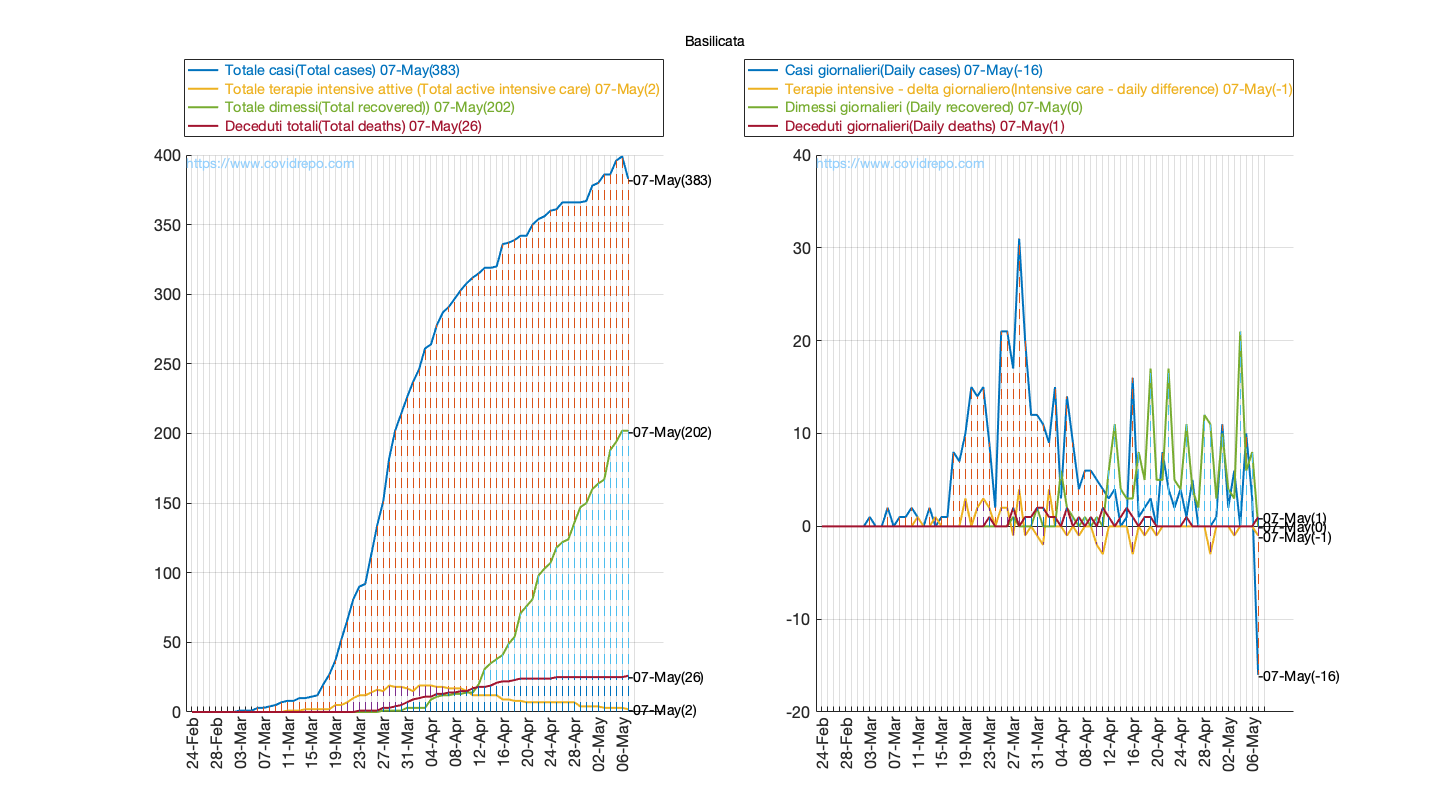 Basilicata
Totale casi(Total cases) 07-May(383)
Totale terapie intensive attive (Total active intensive care) 07-May(2)
Totale dimessi(Total recovered)) 07-May(202)
Deceduti totali(Total deaths) 07-May(26)
400
350
300
250
200
150
100
50
0
https://www.covidrepo.com
07-May(383)
07-May(202)
07-May(26)
07-May(2)
24-Feb
28-Feb
03-Mar
07-Mar
11-Mar
15-Mar
19-Mar
23-Mar
27-Mar
31-Mar
04-Apr
08-Apr
12-Apr
16-Apr
20-Apr
24-Apr
28-Apr
02-May
06-May
Casi giornalieri(Daily cases) 07-May(-16)
Terapie intensive - delta giornaliero(Intensive care - daily difference) 07-May(-1)
Dimessi giornalieri (Daily recovered) 07-May(0)
Deceduti giornalieri(Daily deaths) 07-May(1)
40
30
20
10
0
-10
-20
https://www.covidrepo.com
07-May(1)
07-May(0)
07-May(-1)
07-May(-16)
24-Feb
28-Feb
03-Mar
07-Mar
11-Mar
15-Mar
19-Mar
23-Mar
27-Mar
31-Mar
04-Apr
08-Apr
12-Apr
16-Apr
20-Apr
24-Apr
28-Apr
02-May
06-May